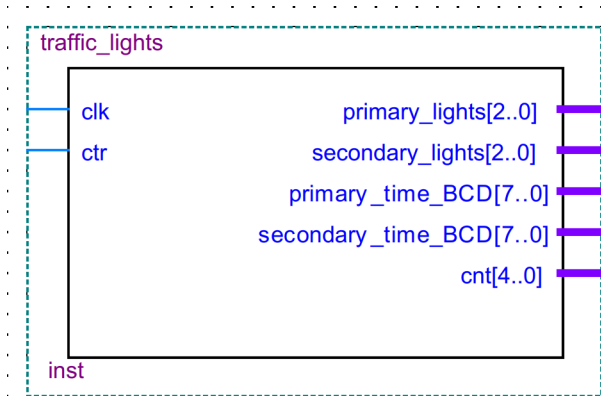 traffic_lights
clk
primary_lights[2..0]
ctr
secondary_lights[2..0]
primary_time_BCD[7..0]
secondary_time_BCD[7..0]
cnt[4..0]
inst